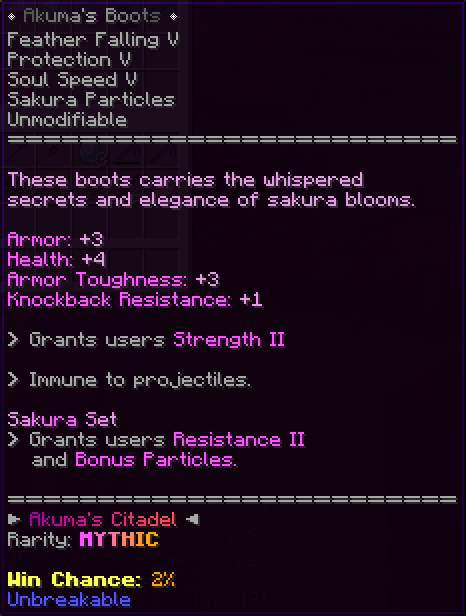 ◆ Akuma's Boots ◆
Feather Falling V
Protection V
Soul Speed V
Sakura Particles
Unmodifiable
These boots carries the whispered
secrets and elegance of sakura blooms.
Armor: +3
Health: +4
Armor Toughness: +3
Knockback Resistance: +1
> Grants users Strength II
> Immune to projectiles.
Sakura Set
> Grants users Resistance II
and Bonus Particles.
► Akuma's Citadel ◄
Rarity: MYTHIC
Win Chance: 2%
Unbreakable